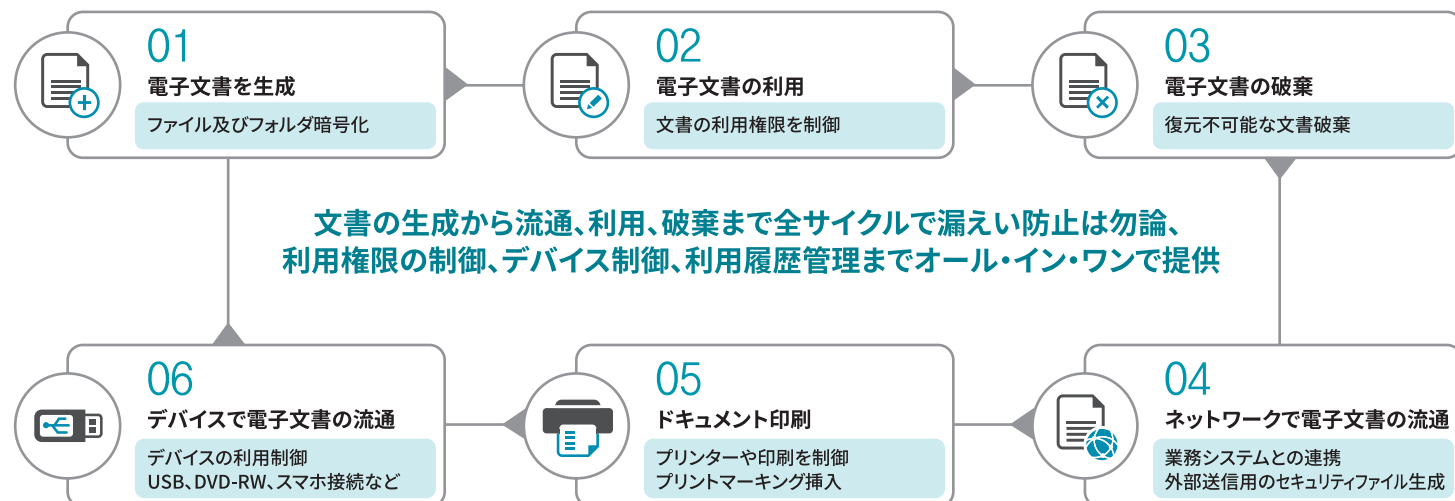 01
電子文書を生成
ファイル及びフォルダ暗号化
02
電子文書の利用
文書の利用権限を制御
03
電子文書の破棄
復元不可能な文書破棄
文書の生成から流通、利用、破棄まで全サイクルで漏えい防止は勿論、
利用権限の制御、デバイス制御、利用履歴管理までオール・イン・ワンで提供
06
デバイスで電子文書の流通
デバイスの利用制御
USB、DVD-RW、スマホ接続など
05
ドキュメント印刷
プリンターや印刷を制御
プリントマーキング挿入
04
ネットワークで電子文書の流通
業務システムとの連携
外部送信用のセキュリティファイル生成